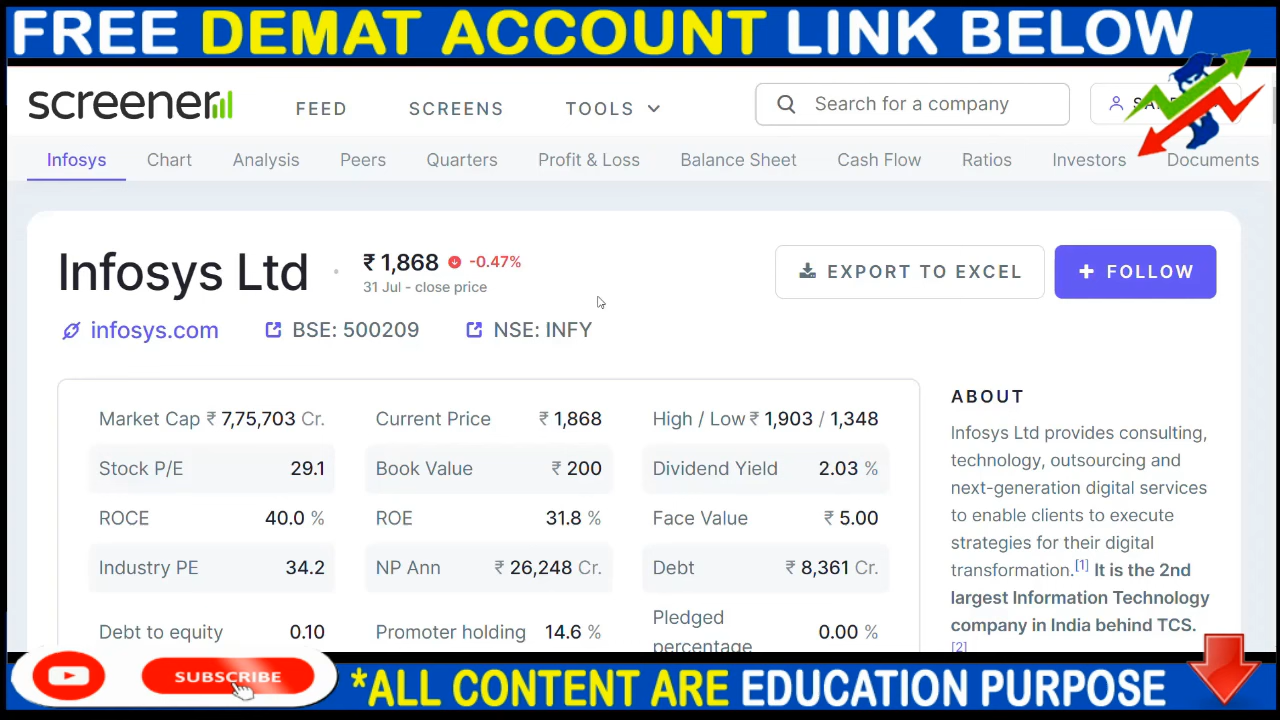 FREE DEMAT ACCOUNT LINK BELOW
screener
FEED SCREENS TOOLS
Search for a company
Infosys Chart Analysis Peers Quarters Profit & Loss Balance Sheet Cash Flow Ratios Investors Documents
Infosys Ltd
₹ 1,868 -0.47%
31 Jul - close price
EXPORT TO EXCEL
+ FOLLOW
infosys.com BSE: 500209 NSE: INFY
Market Cap ₹ 7,75,703 Cr. Current Price ₹ 1,868 High / Low ₹ 1,903 / 1,348
Stock P/E 29.1 Book Value ₹ 200 Dividend Yield 2.03 %
ROCE 40.0 % ROE 31.8 % Face Value ₹ 5.00
Industry PE 34.2 NP Ann ₹ 26,248 Cr. Debt ₹ 8,361 Cr.
Debt to equity 0.10 Promoter holding 14.6 % Pledged percentage 0.00 %
ABOUT
Infosys Ltd provides consulting,
technology, outsourcing and
next-generation digital services
to enable clients to execute
strategies for their digital
transformation.[1] It is the 2nd
largest Information Technology
company in India behind TCS.
[2]
SUBSCRIBE
*ALL CONTENT ARE EDUCATION PURPOSE